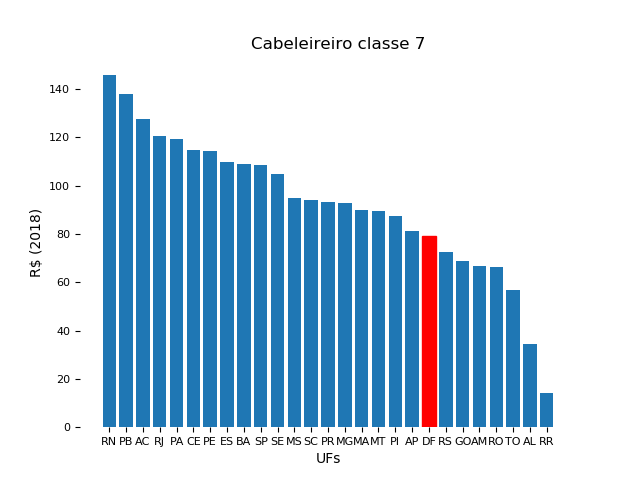 Cabeleireiro classe 7
R$ (2018)
140
120
100
80
60
40
20
0
RN PB AC RJ PA CE PE ES BA SP SE MS SC PR MG MA MT PI AP DF RS GO AM RO TO AL RR
UFs